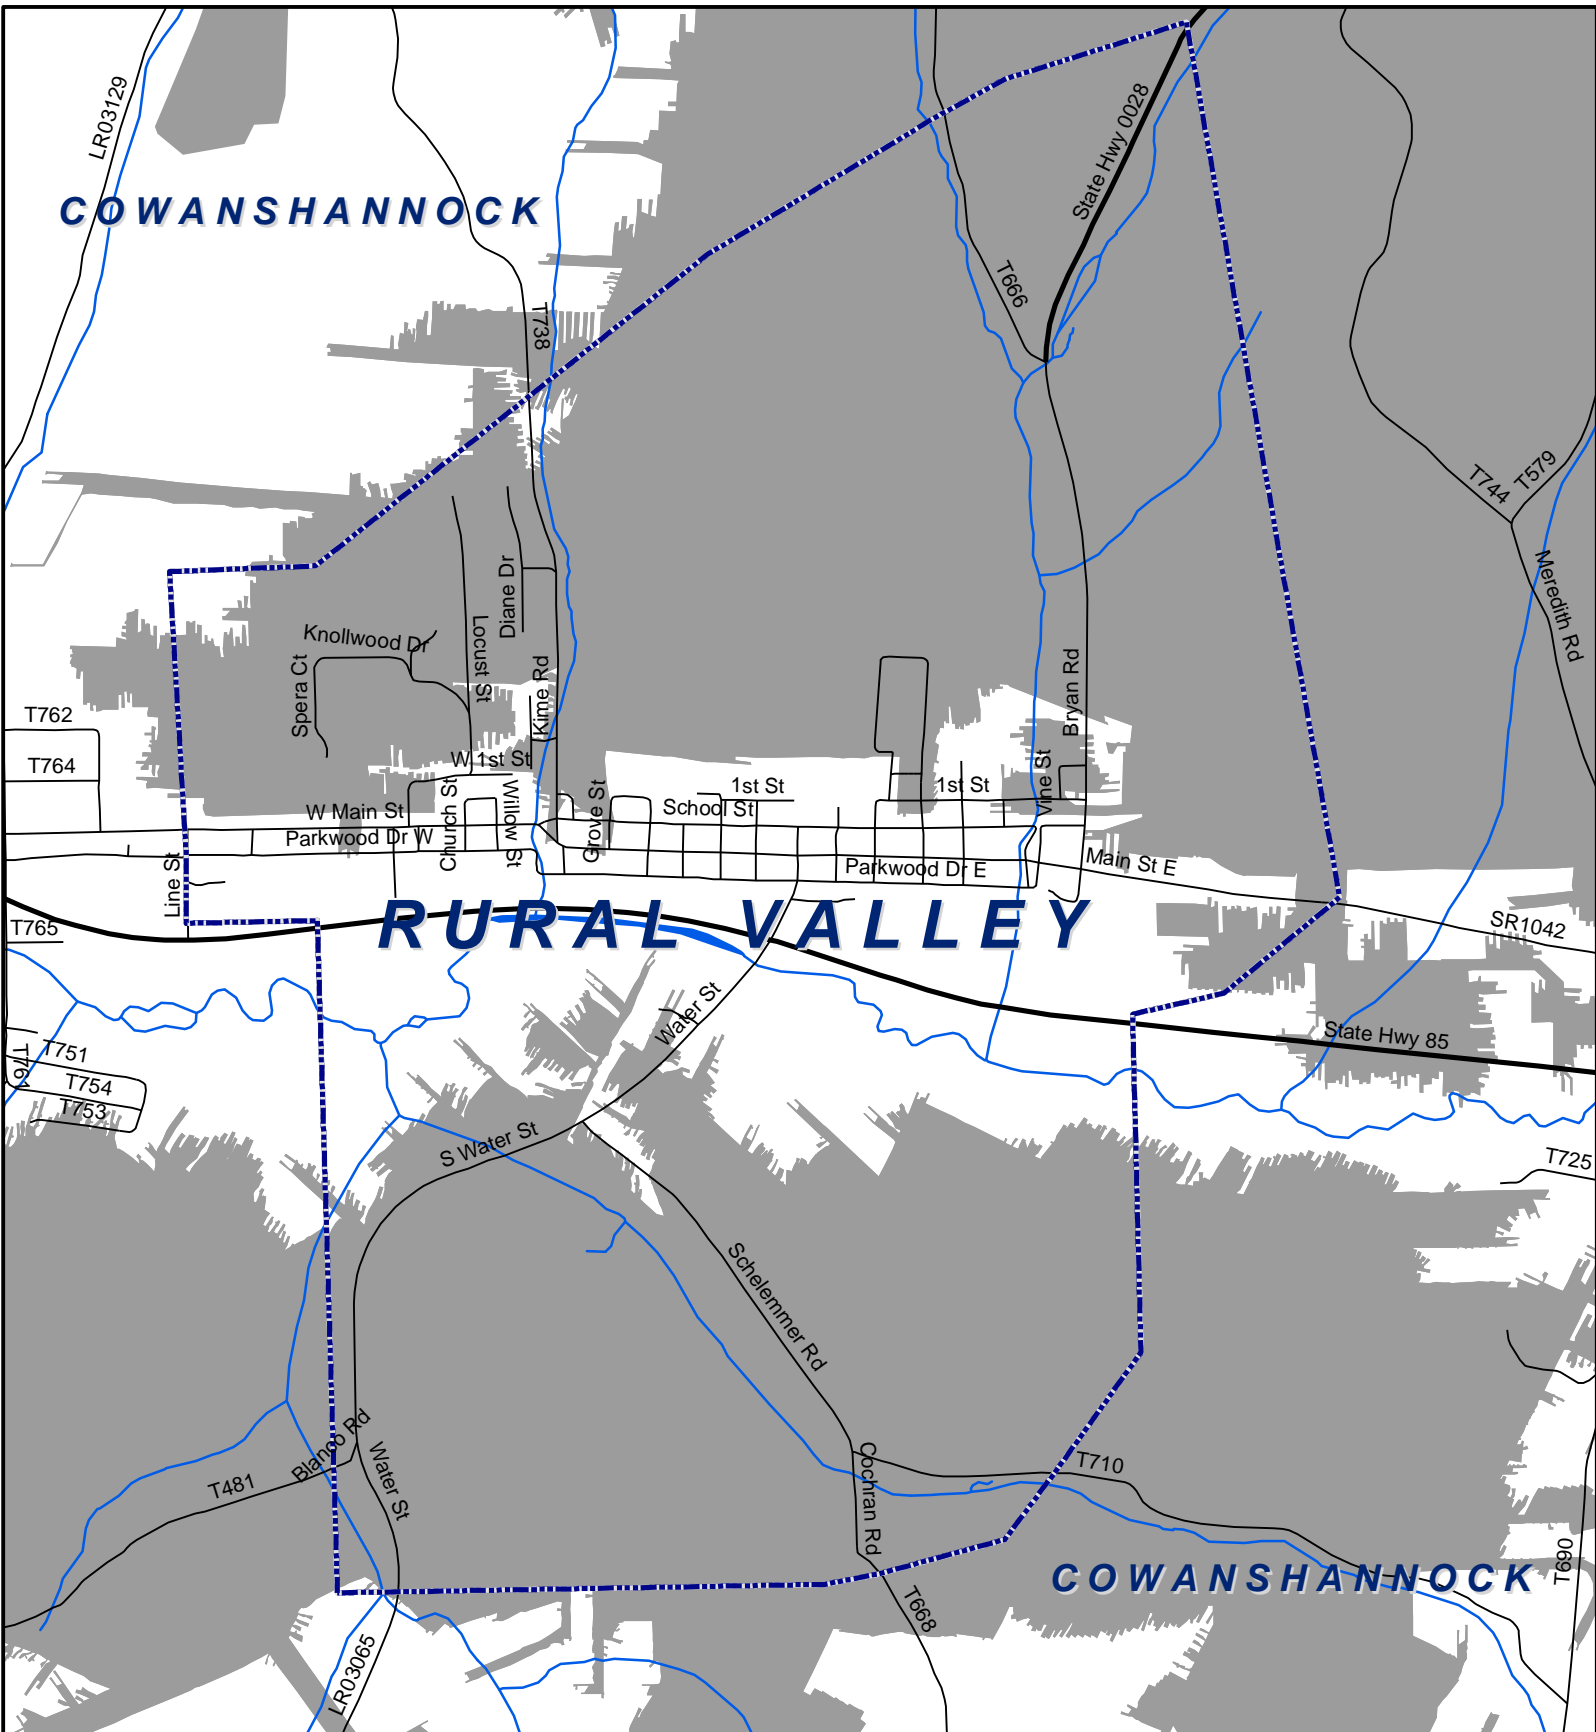 LR03129
State Hwy 0028
COWANSHANNOCK
T666
T738
T744
T579
Meredith Rd
Diane Dr
Locust St
Knollwood Dr
Spera Ct
Kime Rd
Bryan Rd
T762
T764
W 1st St
Vine St
1st St
1st St
Willow St
Church St
Grove St
School St
W Main St
Parkwood Dr W
Line St
Parkwood Dr E
Main St E
T765
RURAL VALLEY
SR1042
Water St
State Hwy 85
T751
T761
T754
T753
S Water St
T725
Schelemmer Rd
Blanco Rd
Water St
T481
Cochran Rd
T710
T690
COWANSHANNOCK
T668
LR03065